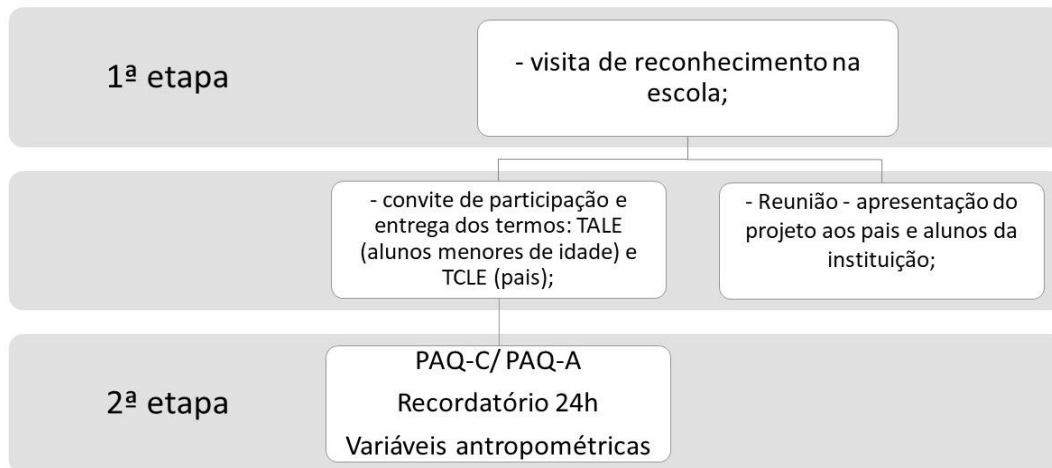 1ª etapa
- visita de reconhecimento na
escola;
- convite de participação e
entrega dos termos: TALE
(alunos menores de idade) e
TCLE (pais);
- Reunião - apresentação do
projeto aos pais e alunos da
instituição;
2ª etapa
PAQ-C/ PAQ-A
Recordatório 24h
Variáveis antropométricas